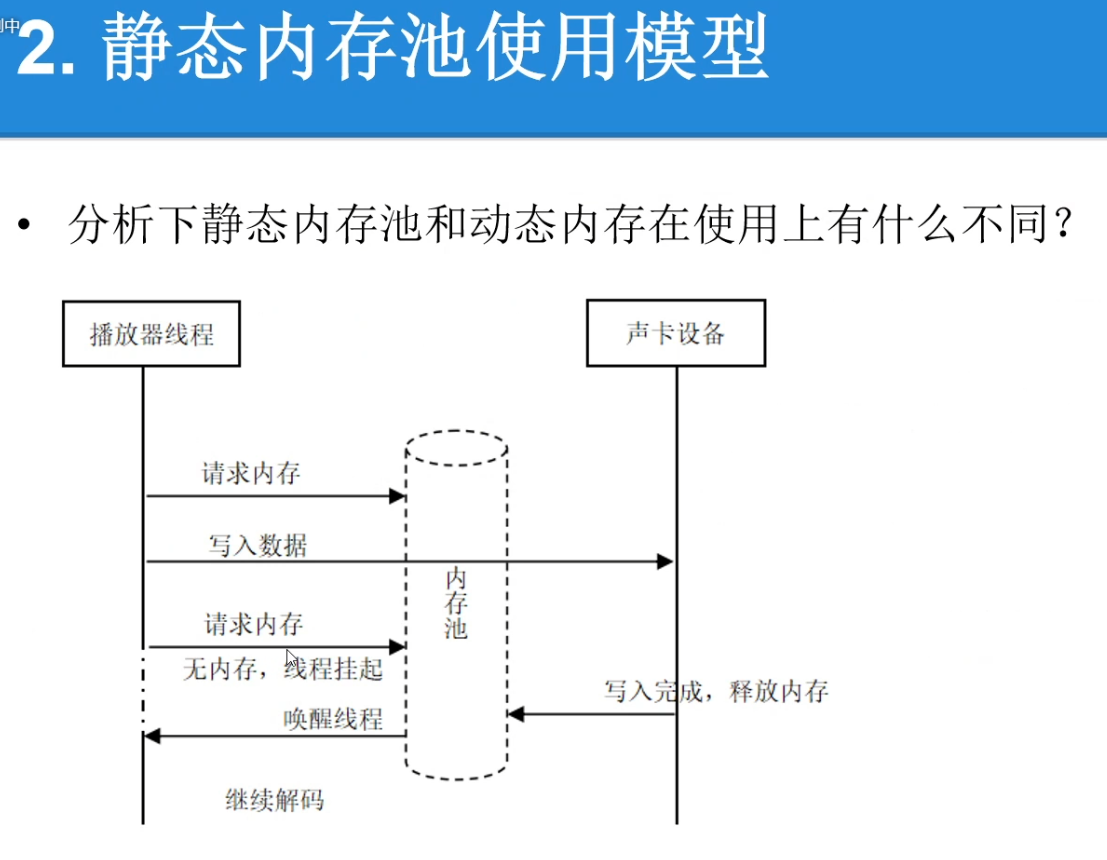 2. 静态内存池使用模型
• 分析下静态内存池和动态内存在使用上有什么不同？
播放器线程
声卡设备
请求内存
写入数据
内存池
请求内存
无内存，线程挂起
写入完成，释放内存
唤醒线程
继续解码